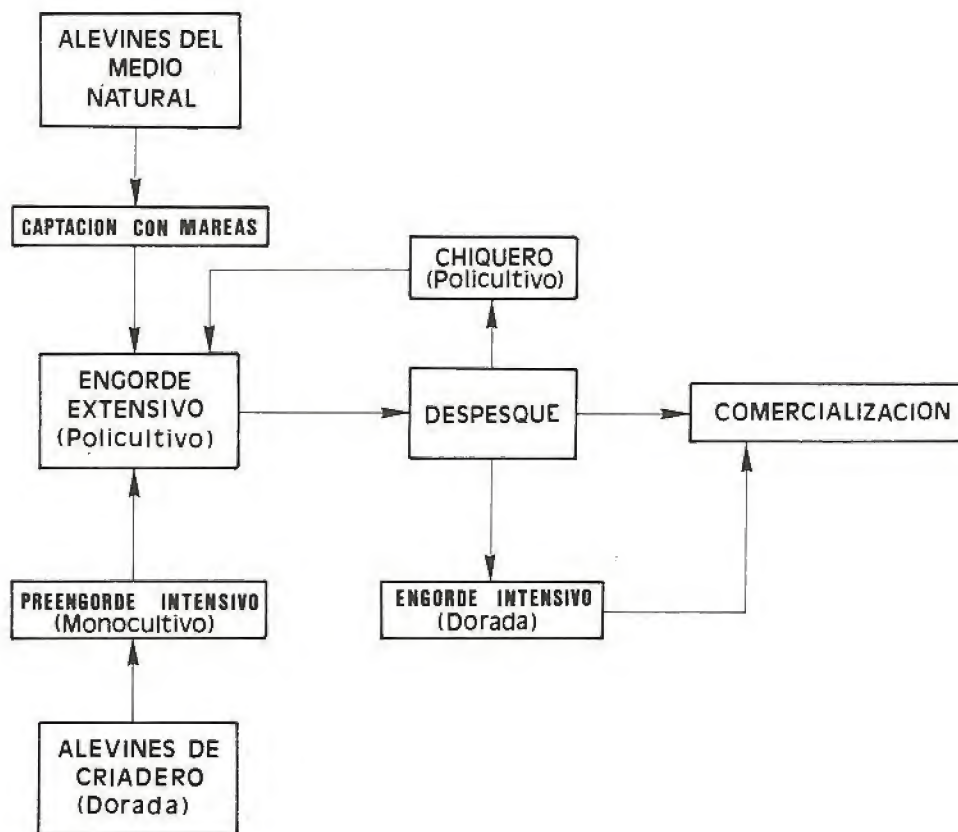 ALEVINES DEL
MEDIO
NATURAL
CAPTACION CON MAREAS
CHIQUERO
(Policultivo)
ENGORDE
EXTENSIVO
(Policultivo)
DESPESQUE
COMERCIALIZACION
PREENGORDE INTENSIVO
(Monocultivo)
ENGORDE INTENSIVO
(Dorada)
ALEVINES DE
CRIADERO
(Dorada)